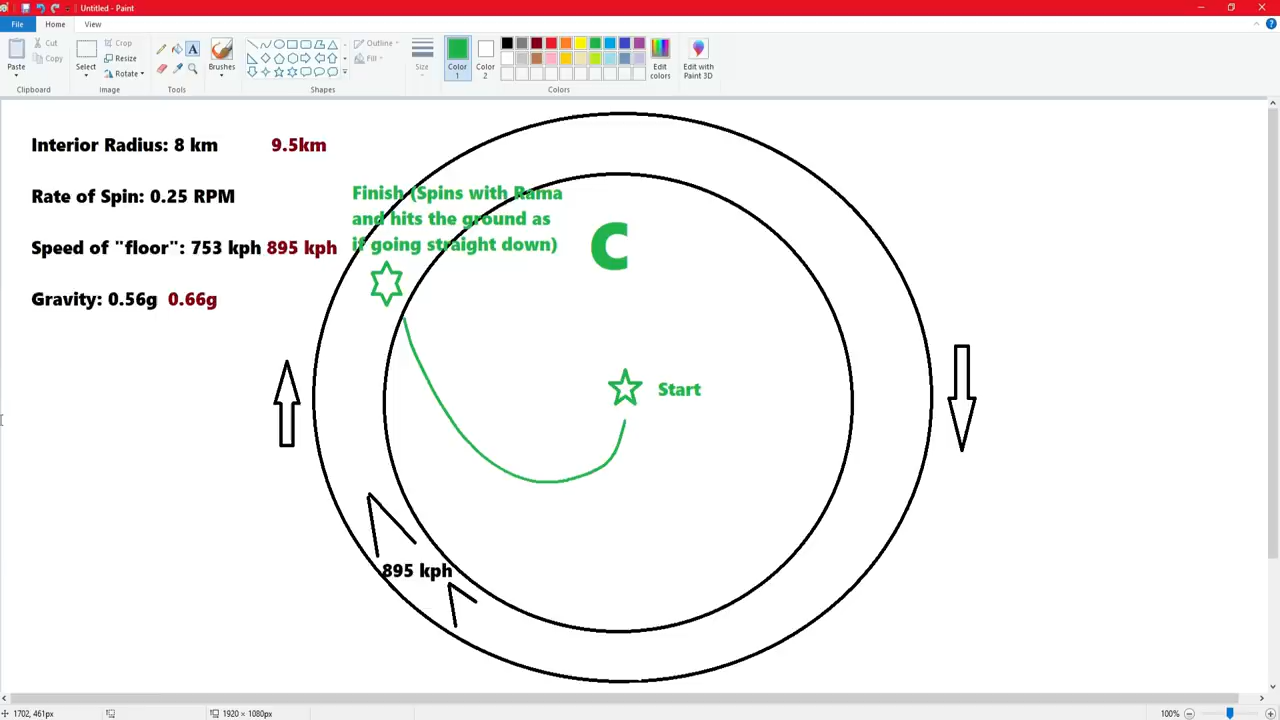 Untitled - Paint
File
Home
View
Paste
Cut
Copy
Clipboard
Select
Crop
Resize
Rotate
Image
Tools
Brushes
Shapes
Outline
Fill
Size
Color 1
Color 2
Colors
Edit colors
Edit with Paint 3D
Interior Radius: 8 km 9.5km
Rate of Spin: 0.25 RPM
Speed of "floor": 753 kph 895 kph
Gravity: 0.56g 0.66g
Finish (Spins with Rama
and hits the ground as
if going straight down)
C
Start
895 kph
1702, 461px
1920 × 1080px
100%